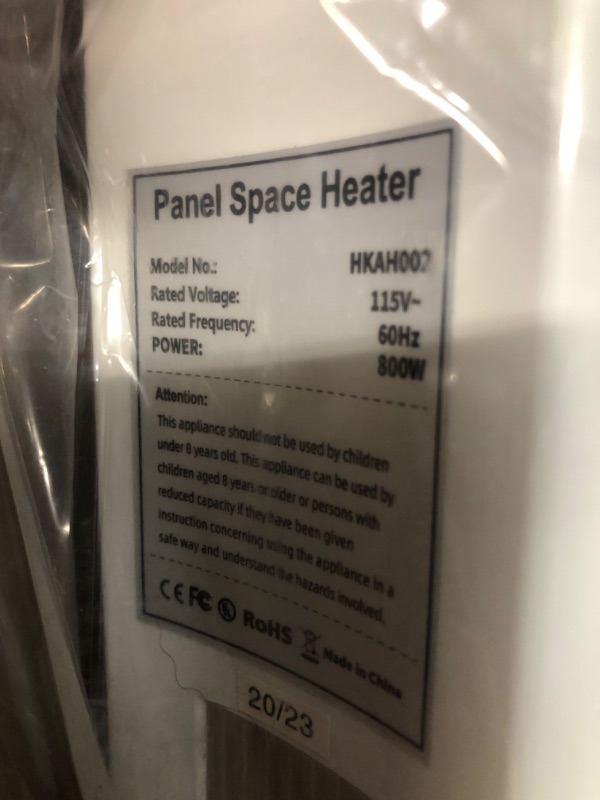 Panel Space Heater
Model No.: HKAH002
Rated Voltage: 115V~
Rated Frequency: 60Hz
POWER: 800W
Attention:
This appliance should not be used by children
under 8 years old. This appliance can be used by
children aged 8 years or older or persons with
reduced capacity if they have been given
instruction concerning using the appliance in a
safe way and understand the hazards involved.
CE FC UL RoHS Made in China
20/23